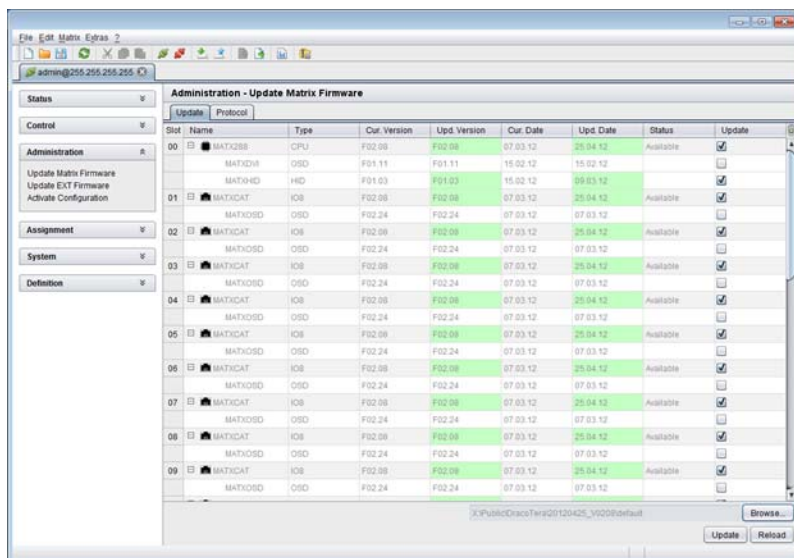 File Edit Matrix Extras ?
admin@255.255.255.255
Status
Control
Administration
Update Matrix Firmware
Update EXT Firmware
Activate Configuration
Assignment
System
Definition
Administration - Update Matrix Firmware
Update Protocol
Slot Name Type Cur. Version Upd. Version Cur. Date Upd. Date Status Update
00 MATX288 CPU F02.08 F02.08 07.03.12 25.04.12 Available
MATXDVI OSD F01.11 F01.11 15.02.12 15.02.12
MATXHID HID F01.03 F01.03 15.02.12 09.03.12
01 MATXCAT IO8 F02.08 F02.08 07.03.12 25.04.12 Available
MATXOSD OSD F02.24 F02.24 07.03.12 07.03.12
02 MATXCAT IO8 F02.08 F02.08 07.03.12 25.04.12 Available
MATXOSD OSD F02.24 F02.24 07.03.12 07.03.12
03 MATXCAT IO8 F02.08 F02.08 07.03.12 25.04.12 Available
MATXOSD OSD F02.24 F02.24 07.03.12 07.03.12
04 MATXCAT IO8 F02.08 F02.08 07.03.12 25.04.12 Available
MATXOSD OSD F02.24 F02.24 07.03.12 07.03.12
05 MATXCAT IO8 F02.08 F02.08 07.03.12 25.04.12 Available
MATXOSD OSD F02.24 F02.24 07.03.12 07.03.12
06 MATXCAT IO8 F02.08 F02.08 07.03.12 25.04.12 Available
MATXOSD OSD F02.24 F02.24 07.03.12 07.03.12
07 MATXCAT IO8 F02.08 F02.08 07.03.12 25.04.12 Available
MATXOSD OSD F02.24 F02.24 07.03.12 07.03.12
08 MATXCAT IO8 F02.08 F02.08 07.03.12 25.04.12 Available
MATXOSD OSD F02.24 F02.24 07.03.12 07.03.12
09 MATXCAT IO8 F02.08 F02.08 07.03.12 25.04.12 Available
MATXOSD OSD F02.24 F02.24 07.03.12 07.03.12
X:\Public\DracoTera\20120425_V0208\default Browse...
Update Reload